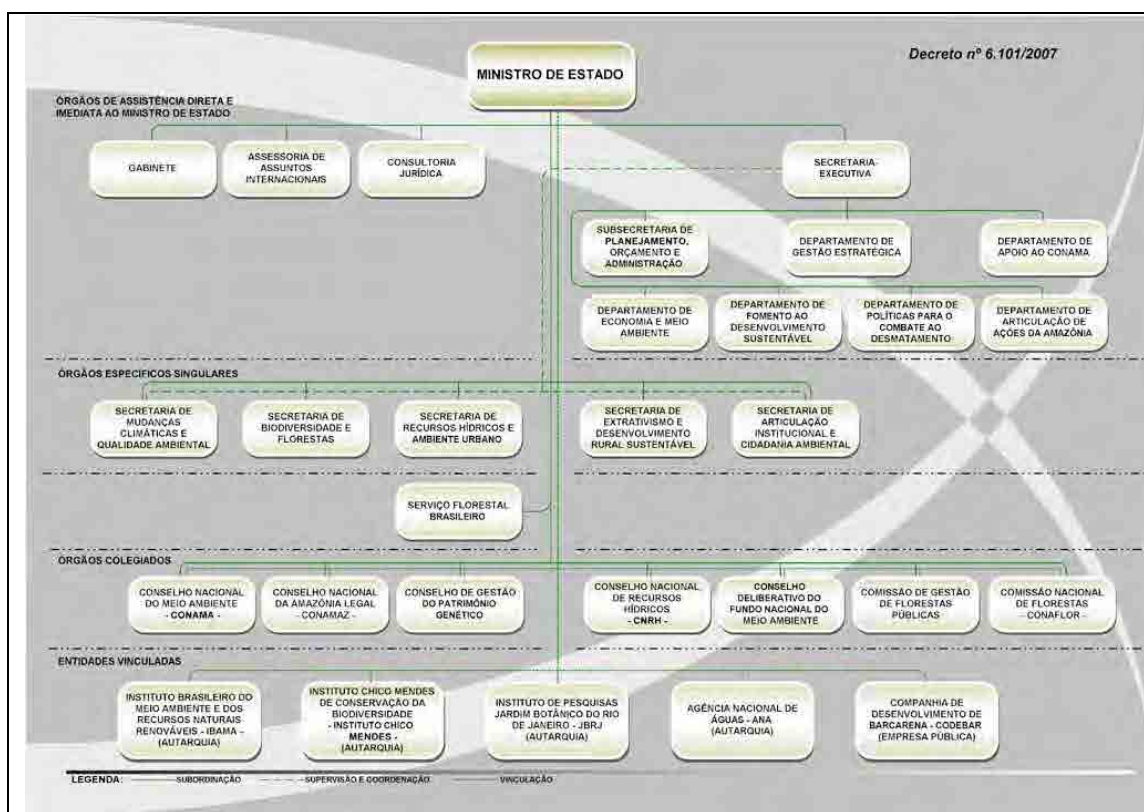 Decreto nº 6.101/2007
MINISTRO DE ESTADO
ÓRGÃOS DE ASSISTÊNCIA DIRETA E
IMEDIATA AO MINISTRO DE ESTADO
GABINETE
ASSESSORIA DE
ASSUNTOS
INTERNACIONAIS
CONSULTORIA
JURÍDICA
SECRETARIA-
EXECUTIVA
SUBSECRETARIA DE
PLANEJAMENTO,
ORÇAMENTO E
ADMINISTRAÇÃO
DEPARTAMENTO DE
GESTÃO ESTRATÉGICA
DEPARTAMENTO DE
APOIO AO CONAMA
DEPARTAMENTO DE
ECONOMIA E MEIO
AMBIENTE
DEPARTAMENTO DE
FOMENTO AO
DESENVOLVIMENTO
SUSTENTÁVEL
DEPARTAMENTO DE
POLÍTICAS PARA O
COMBATE AO
DESMATAMENTO
DEPARTAMENTO DE
ARTICULAÇÃO DE
AÇÕES DA AMAZÔNIA
ÓRGÃOS ESPECÍFICOS SINGULARES
SECRETARIA DE
MUDANÇAS
CLIMÁTICAS E
QUALIDADE AMBIENTAL
SECRETARIA DE
BIODIVERSIDADE E
FLORESTAS
SECRETARIA DE
RECURSOS HÍDRICOS E
AMBIENTE URBANO
SECRETARIA DE
EXTRATIVISMO E
DESENVOLVIMENTO
RURAL SUSTENTÁVEL
SECRETARIA DE
ARTICULAÇÃO
INSTITUCIONAL E
CIDADANIA AMBIENTAL
SERVIÇO FLORESTAL
BRASILEIRO
ÓRGÃOS COLEGIADOS
CONSELHO NACIONAL
DO MEIO AMBIENTE
- CONAMA -
CONSELHO NACIONAL
DA AMAZÔNIA LEGAL
- CONAMAZ -
CONSELHO DE GESTÃO
DO PATRIMÔNIO
GENÉTICO
CONSELHO NACIONAL
DE RECURSOS
HÍDRICOS
- CNRH -
CONSELHO
DELIBERATIVO DO
FUNDO NACIONAL DO
MEIO AMBIENTE
COMISSÃO DE GESTÃO
DE FLORESTAS
PÚBLICAS
COMISSÃO NACIONAL
DE FLORESTAS
- CONAFLOR -
ENTIDADES VINCULADAS
INSTITUTO BRASILEIRO DO
MEIO AMBIENTE E DOS
RECURSOS NATURAIS
RENOVÁVEIS - IBAMA -
(AUTARQUIA)
INSTITUTO CHICO MENDES
DE CONSERVAÇÃO DA
BIODIVERSIDADE
- INSTITUTO CHICO
MENDES -
(AUTARQUIA)
INSTITUTO DE PESQUISAS
JARDIM BOTÂNICO DO RIO
DE JANEIRO - JBRJ
(AUTARQUIA)
AGÊNCIA NACIONAL DE
ÁGUAS - ANA
(AUTARQUIA)
COMPANHIA DE
DESENVOLVIMENTO DE
BARCARENA - CODEBAR
(EMPRESA PÚBLICA)
LEGENDA: SUBORDINAÇÃO SUPERVISÃO E COORDENAÇÃO VINCULAÇÃO